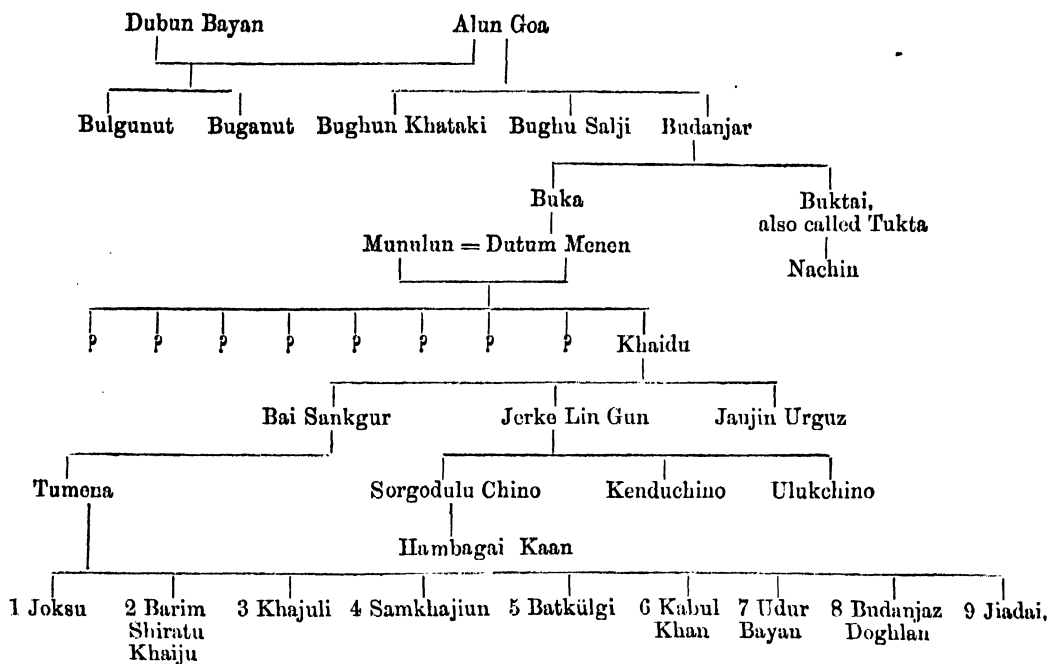 Dubun Bayan Alun Goa
Bulgunut Buganut Bughun Khataki Bughu Salji Budanjar
Buka Buktai,
also called Tukta
Munulun = Dutum Menen
Nachin
? ? ? ? ? ? ? ? Khaidu
Bai Sankgur Jerke Lin Gun Jaujin Urguz
Tumena Sorgodulu Chino Kenduchino Ulukchino
Hambagai Kaan
1 Joksu 2 Barim 3 Khajuli 4 Samkhajiun 5 Batkülgi 6 Kabul 7 Udur 8 Budanjaz 9 Jiadai,
Shiratu Khan Bayan Doghlan
Khaiju